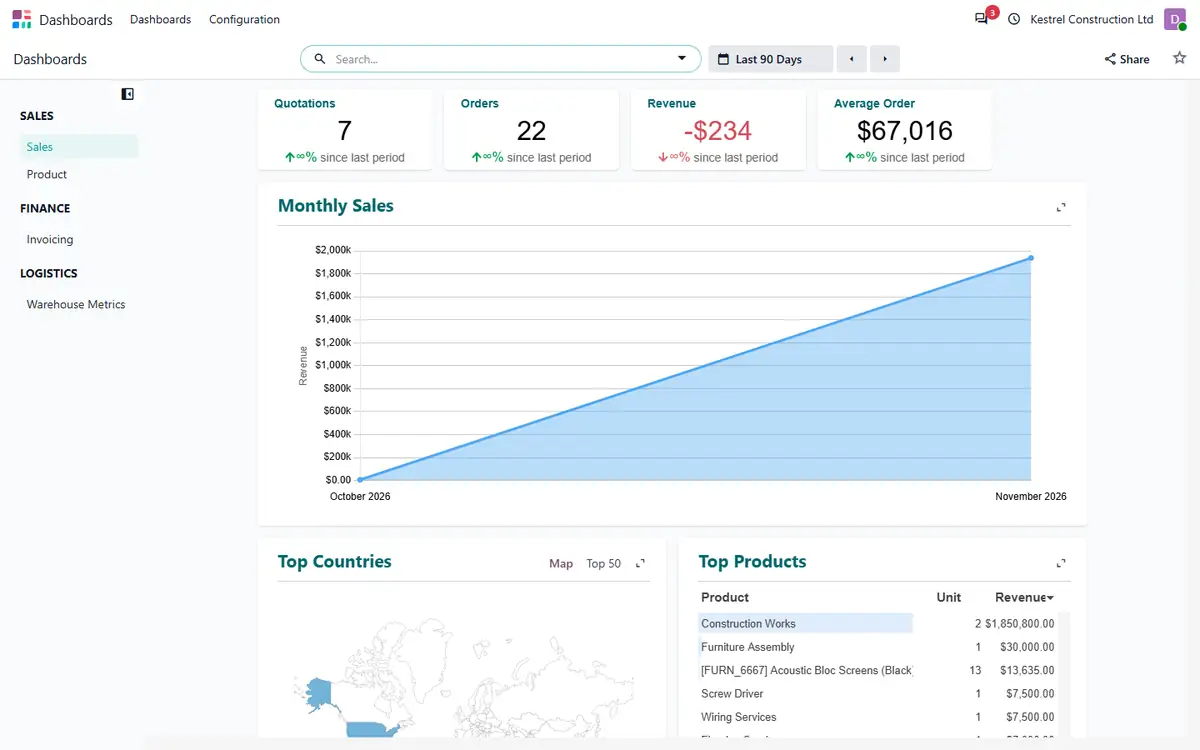 Dashboards Dashboards Configuration 3 Kestrel Construction Ltd D
Dashboards Search... Last 90 Days Share
SALES
Sales
Product
FINANCE
Invoicing
LOGISTICS
Warehouse Metrics
Quotations
7
∞% since last period
Orders
22
∞% since last period
Revenue
-$234
∞% since last period
Average Order
$67,016
∞% since last period
Monthly Sales
Revenue
$2,000k
$1,800k
$1,600k
$1,400k
$1,200k
$1,000k
$800k
$600k
$400k
$200k
$0.00
October 2026 November 2026
Top Countries Map Top 50
Top Products
Product Unit Revenue
Construction Works 2 $1,850,800.00
Furniture Assembly 1 $30,000.00
[FURN_6667] Acoustic Bloc Screens (Black) 13 $13,635.00
Screw Driver 1 $7,500.00
Wiring Services 1 $7,500.00